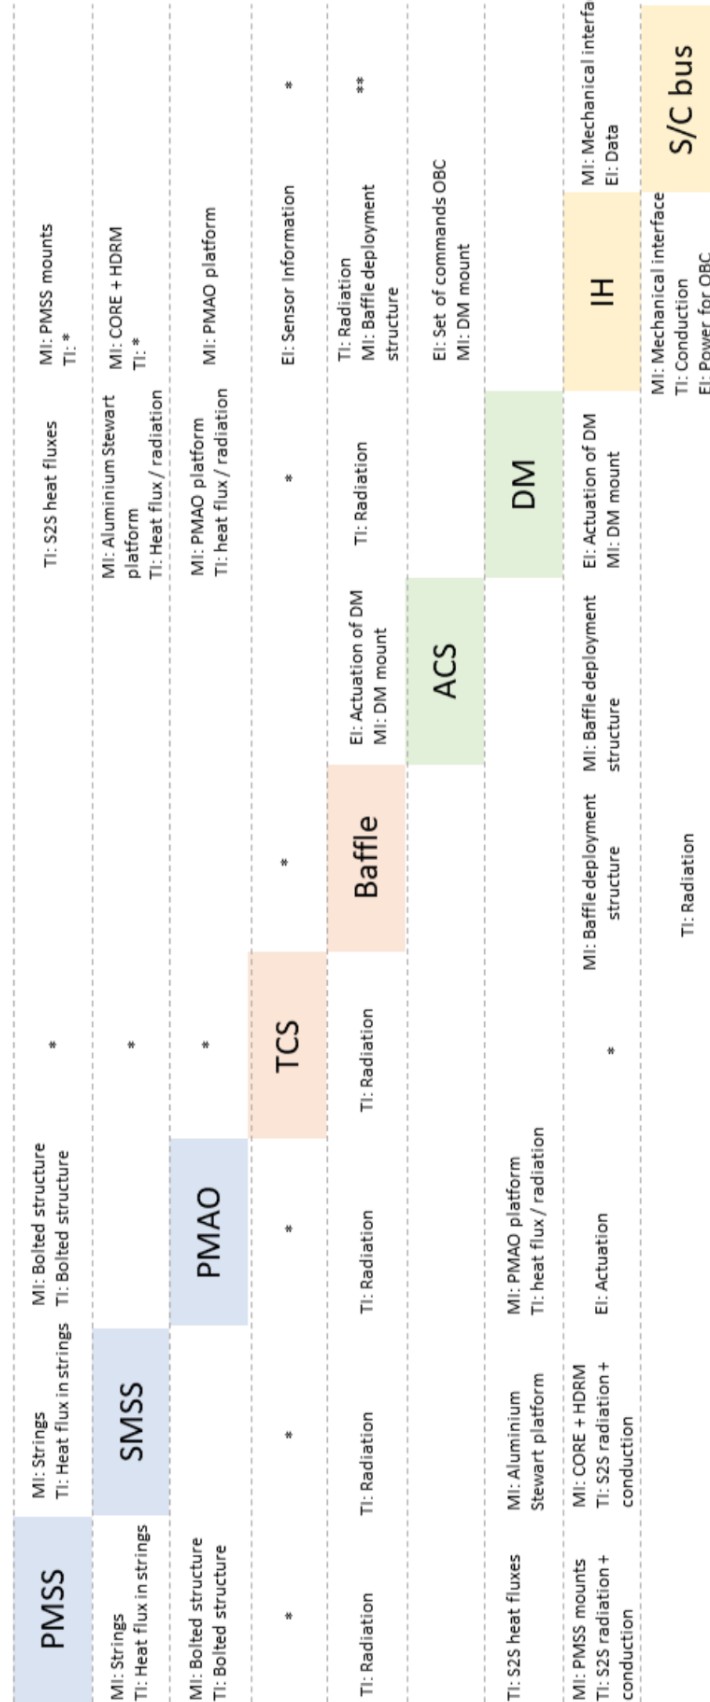 PMSS
MI: Strings
TI: Heat flux in strings
MI: Bolted structure
TI: Bolted structure
*
TI: S2S heat fluxes
MI: PMSS mounts
TI: *
MI: Strings
TI: Heat flux in strings
SMSS
*
MI: Aluminium Stewart
platform
TI: Heat flux / radiation
MI: CORE + HDRM
TI: *
MI: Bolted structure
TI: Bolted structure
PMAO
*
MI: PMAO platform
TI: heat flux / radiation
MI: PMAO platform
*
*
*
TCS
*
*
EI: Sensor Information
*
TI: Radiation
TI: Radiation
TI: Radiation
TI: Radiation
Baffle
EI: Actuation of DM
MI: DM mount
TI: Radiation
TI: Radiation
MI: Baffle deployment
structure
**
ACS
EI: Set of commands OBC
MI: DM mount
TI: S2S heat fluxes
MI: Aluminium
Stewart platform
MI: PMAO platform
TI: heat flux / radiation
DM
MI: PMSS mounts
TI: S2S radiation +
conduction
MI: CORE + HDRM
TI: S2S radiation +
conduction
EI: Actuation
*
MI: Baffle deployment
structure
MI: Baffle deployment
structure
EI: Actuation of DM
MI: DM mount
IH
MI: Mechanical interfa
EI: Data
TI: Radiation
MI: Mechanical interface
TI: Conduction
EI: Power for OBC
S/C bus